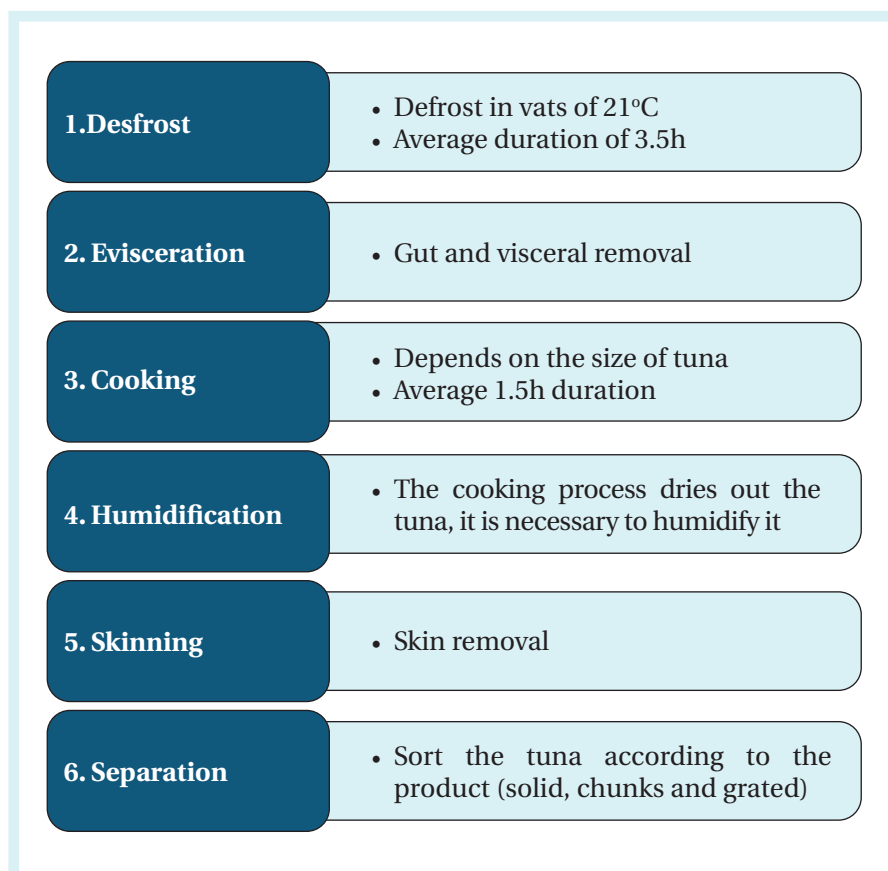 1.Desfrost
• Defrost in vats of 21ºC
• Average duration of 3.5h
2. Evisceration
• Gut and visceral removal
3. Cooking
• Depends on the size of tuna
• Average 1.5h duration
4. Humidification
• The cooking process dries out the
tuna, it is necessary to humidify it
5. Skinning
• Skin removal
6. Separation
• Sort the tuna according to the
product (solid, chunks and grated)